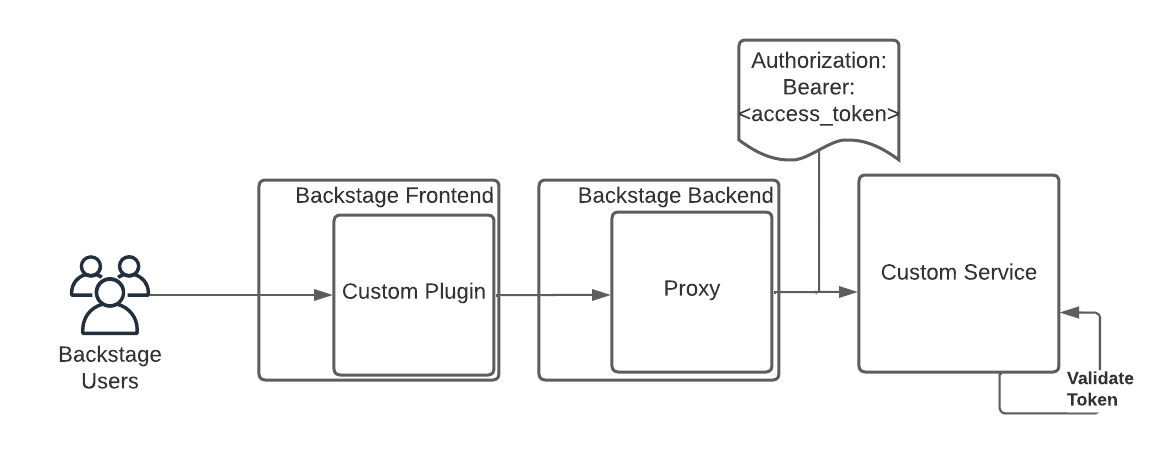 Authorization:
Bearer:
<access_token>
Backstage Frontend
Backstage Backend
Custom Plugin
Proxy
Custom Service
Backstage
Users
Validate
Token